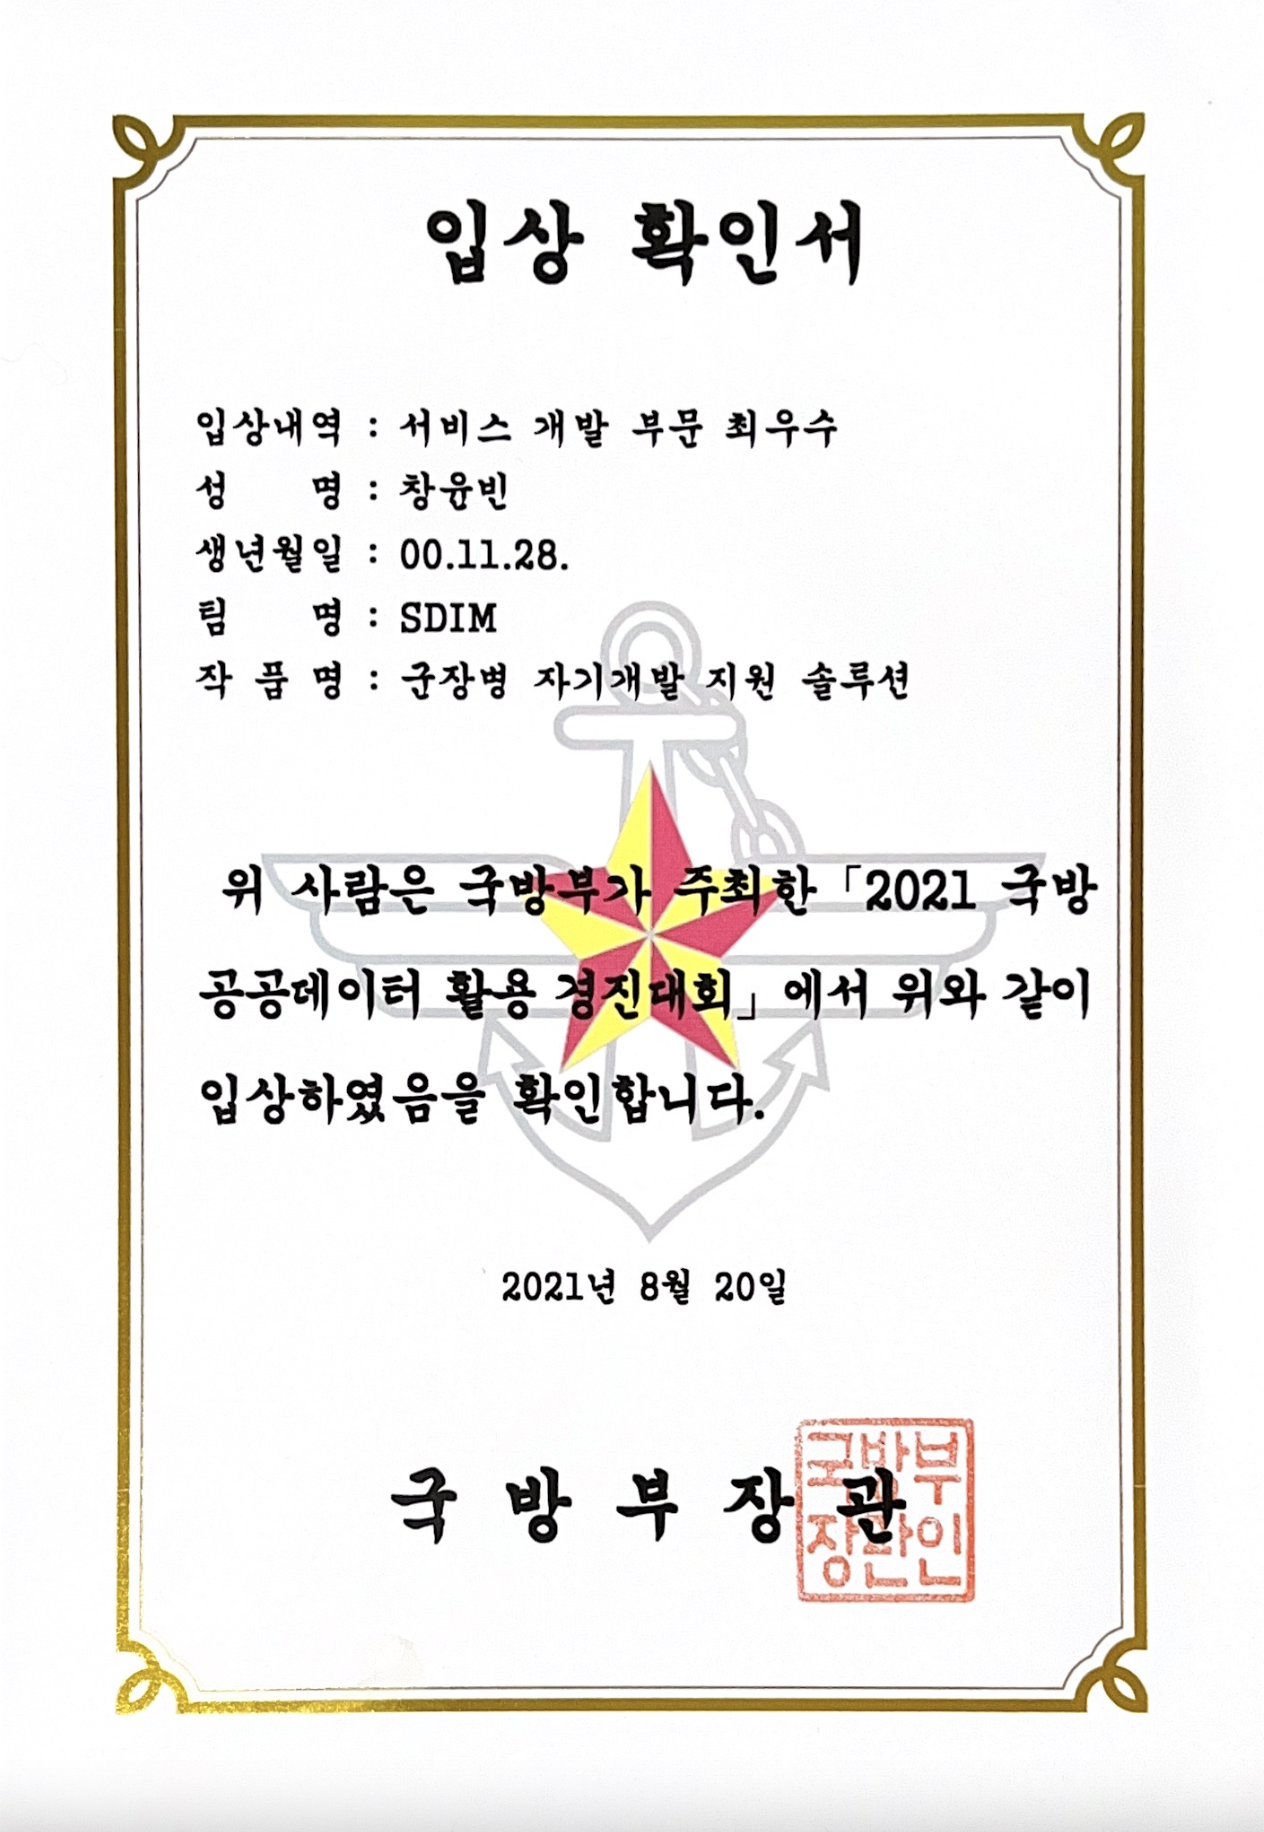 입상 확인서
입상내역 : 서비스 개발 부문 최우수
성 명 : 창윤빈
생년월일 : 00.11.28.
팀 명 : SDIM
작 품 명 : 군장병 자기개발 지원 솔루션
위 사람은 국방부가 주최한「2021 국방
공공데이터 활용 경진대회」에서 위와 같이
입상하였음을 확인합니다.
2021년 8월 20일
국 방 부 장 관
국방부
장관인